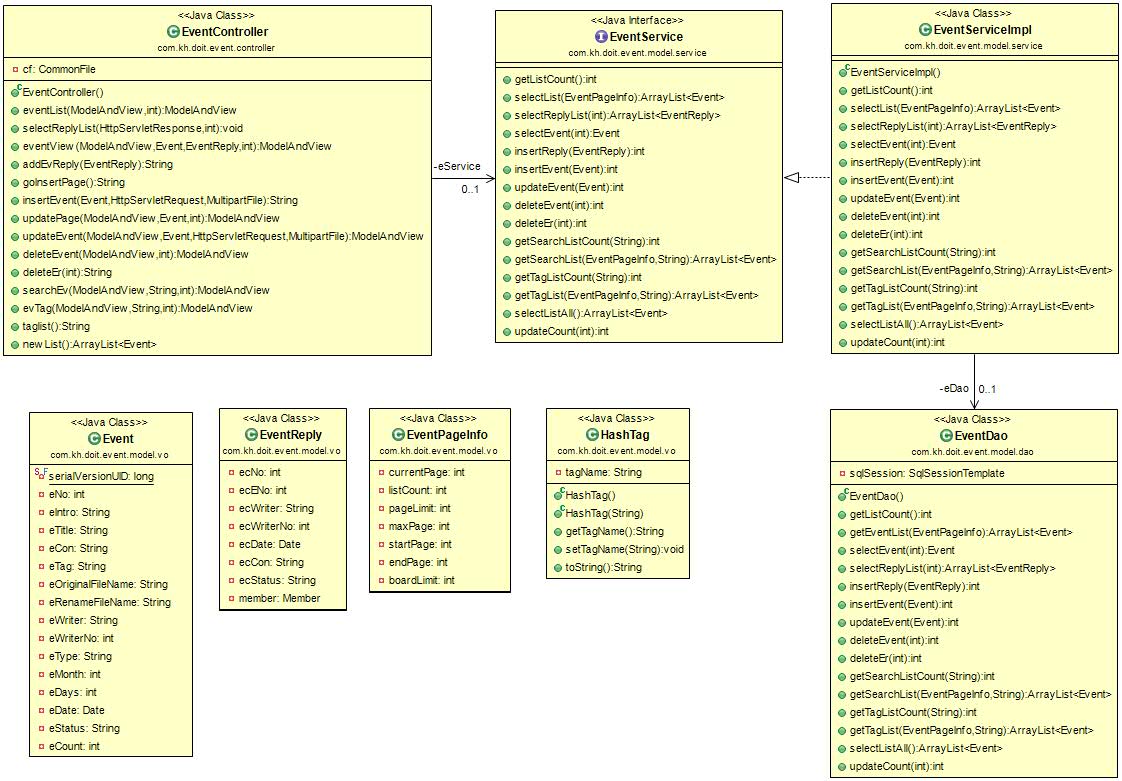 <<Java Class>>
EventController
com.kh.doit.event.controller
cf: CommonFile
EventController()
eventList(ModelAndView,int):ModelAndView
selectReplyList(HttpServletResponse,int):void
eventView (ModelAndView,Event,EventReply,int):ModelAndView
addEvReply(EventReply):String
goInsertPage():String
insertEvent(Event,HttpServletRequest,MultipartFile):String
updatePage(ModelAndView,Event,int):ModelAndView
updateEvent(ModelAndView,Event,HttpServletRequest,MultipartFile):ModelAndView
deleteEvent(ModelAndView,int):ModelAndView
deleteEr(int):String
searchEv(ModelAndView,String,int):ModelAndView
evTag(ModelAndView,String,int):ModelAndView
taglist():String
new List():ArrayList<Event>
-eService
0..1
<<Java Interface>>
EventService
com.kh.doit.event.model.service
getListCount():int
selectList(EventPageInfo):ArrayList<Event>
selectReplyList(int):ArrayList<EventReply>
selectEvent(int):Event
insertReply(EventReply):int
insertEvent(Event):int
updateEvent(Event):int
deleteEvent(int):int
deleteEr(int):int
getSearchListCount(String):int
getSearchList(EventPageInfo,String):ArrayList<Event>
getTagListCount(String):int
getTagList(EventPageInfo,String):ArrayList<Event>
selectListAll():ArrayList<Event>
updateCount(int):int
<<Java Class>>
EventServiceImpl
com.kh.doit.event.model.service
EventServiceImpl()
getListCount():int
selectList(EventPageInfo):ArrayList<Event>
selectReplyList(int):ArrayList<EventReply>
selectEvent(int):Event
insertReply(EventReply):int
insertEvent(Event):int
updateEvent(Event):int
deleteEvent(int):int
deleteEr(int):int
getSearchListCount(String):int
getSearchList(EventPageInfo,String):ArrayList<Event>
getTagListCount(String):int
getTagList(EventPageInfo,String):ArrayList<Event>
selectListAll():ArrayList<Event>
updateCount(int):int
-eDao
0..1
<<Java Class>>
Event
com.kh.doit.event.model.vo
serialVersionUID: long
eNo: int
eIntro: String
eTitle: String
eCon: String
eTag: String
eOriginalFileName: String
eRenameFileName: String
eWriter: String
eWriterNo: int
eType: String
eMonth: int
eDays: int
eDate: Date
eStatus: String
eCount: int
<<Java Class>>
EventReply
com.kh.doit.event.model.vo
ecNo: int
ecENo: int
ecWriter: String
ecWriterNo: int
ecDate: Date
ecCon: String
ecStatus: String
member: Member
<<Java Class>>
EventPageInfo
com.kh.doit.event.model.vo
currentPage: int
listCount: int
pageLimit: int
maxPage: int
startPage: int
endPage: int
boardLimit: int
<<Java Class>>
HashTag
com.kh.doit.event.model.vo
tagName: String
HashTag()
HashTag(String)
getTagName():String
setTagName(String):void
toString():String
<<Java Class>>
EventDao
com.kh.doit.event.model.dao
sqlSession: SqlSessionTemplate
EventDao()
getListCount():int
getEventList(EventPageInfo):ArrayList<Event>
selectEvent(int):Event
selectReplyList(int):ArrayList<EventReply>
insertReply(EventReply):int
insertEvent(Event):int
updateEvent(Event):int
deleteEvent(int):int
deleteEr(int):int
getSearchListCount(String):int
getSearchList(EventPageInfo,String):ArrayList<Event>
getTagListCount(String):int
getTagList(EventPageInfo,String):ArrayList<Event>
selectListAll():ArrayList<Event>
updateCount(int):int